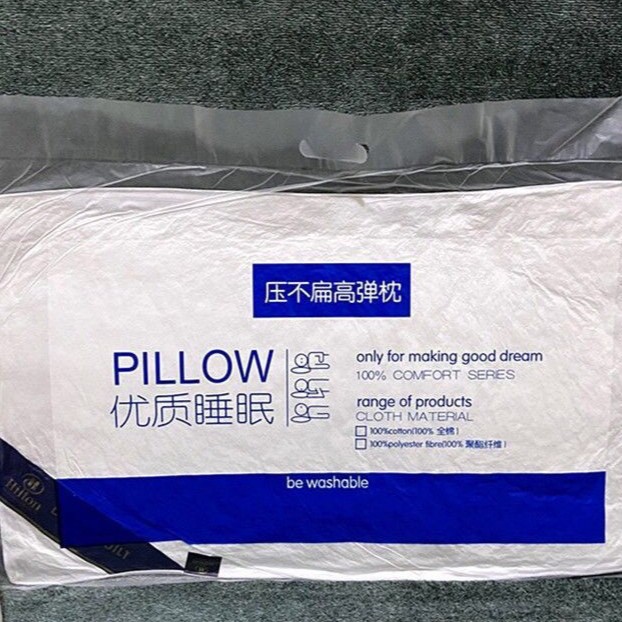 压不扁高弹枕
PILLOW
优质睡眠
only for making good dream
100% COMFORT SERIES
range of products
CLOTH MATERIAL
100%cotton(100% 全棉)
100%polyester fibre(100% 聚酯纤维)
be washable
Hilton